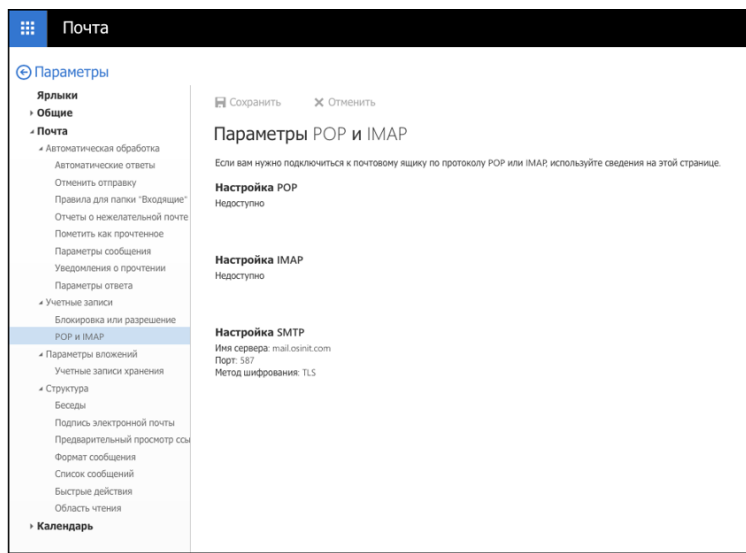 Почта
Параметры
Ярлыки
Общие
Почта
Автоматическая обработка
Автоматические ответы
Отменить отправку
Правила для папки "Входящие"
Отчеты о нежелательной почте
Пометить как прочтенное
Параметры сообщения
Уведомления о прочтении
Параметры ответа
Учетные записи
Блокировка или разрешение
POP и IMAP
Параметры вложений
Учетные записи хранения
Структура
Беседы
Подпись электронной почты
Предварительный просмотр ссы
Формат сообщения
Список сообщений
Быстрые действия
Область чтения
Календарь
Сохранить Отменить
Параметры POP и IMAP
Если вам нужно подключиться к почтовому ящику по протоколу POP или IMAP, используйте сведения на этой странице.
Настройка POP
Недоступно
Настройка IMAP
Недоступно
Настройка SMTP
Имя сервера: mail.osinit.com
Порт: 587
Метод шифрования: TLS